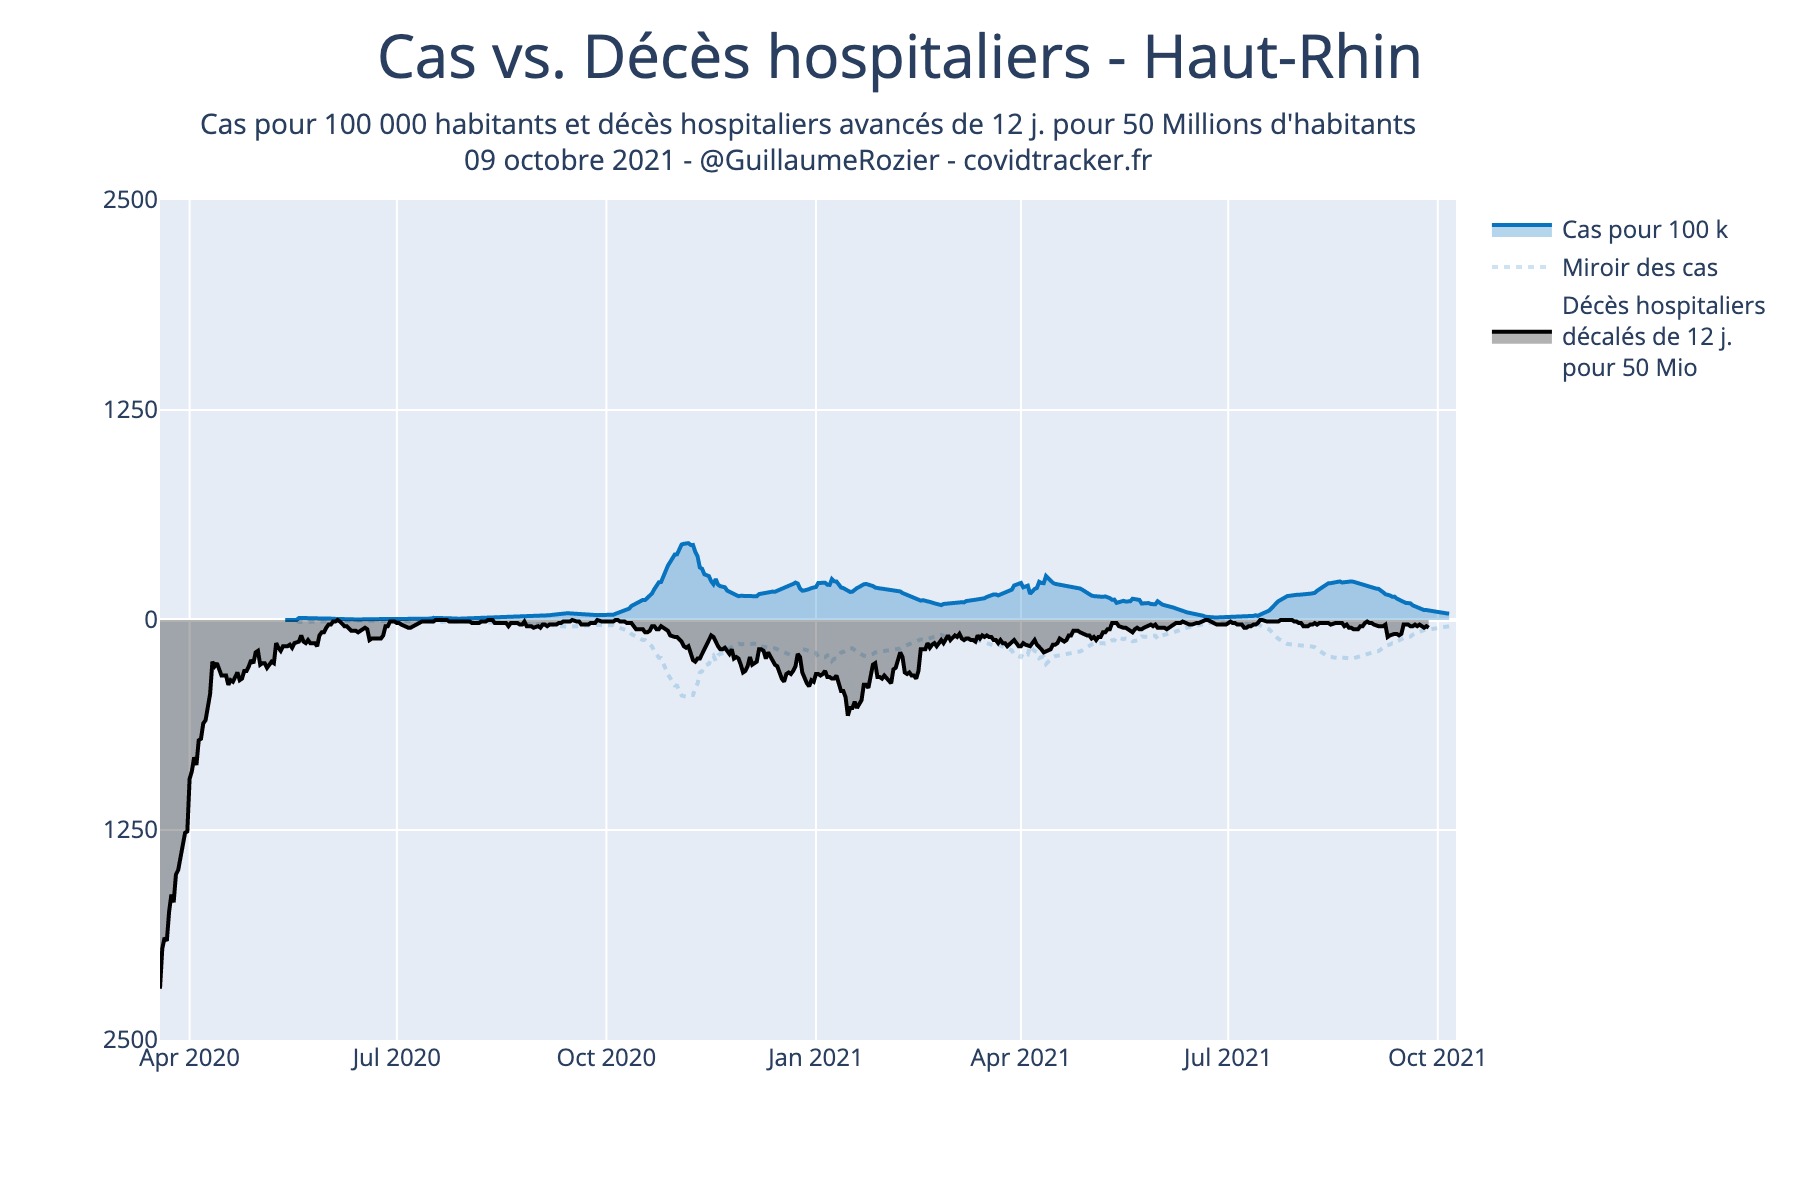 Cas vs. Décès hospitaliers - Haut-Rhin
Cas pour 100 000 habitants et décès hospitaliers avancés de 12 j. pour 50 Millions d'habitants
09 octobre 2021 - @GuillaumeRozier - covidtracker.fr
2500
1250
0
1250
2500
Apr 2020
Jul 2020
Oct 2020
Jan 2021
Apr 2021
Jul 2021
Oct 2021
Cas pour 100 k
Miroir des cas
Décès hospitaliers
décalés de 12 j.
pour 50 Mio